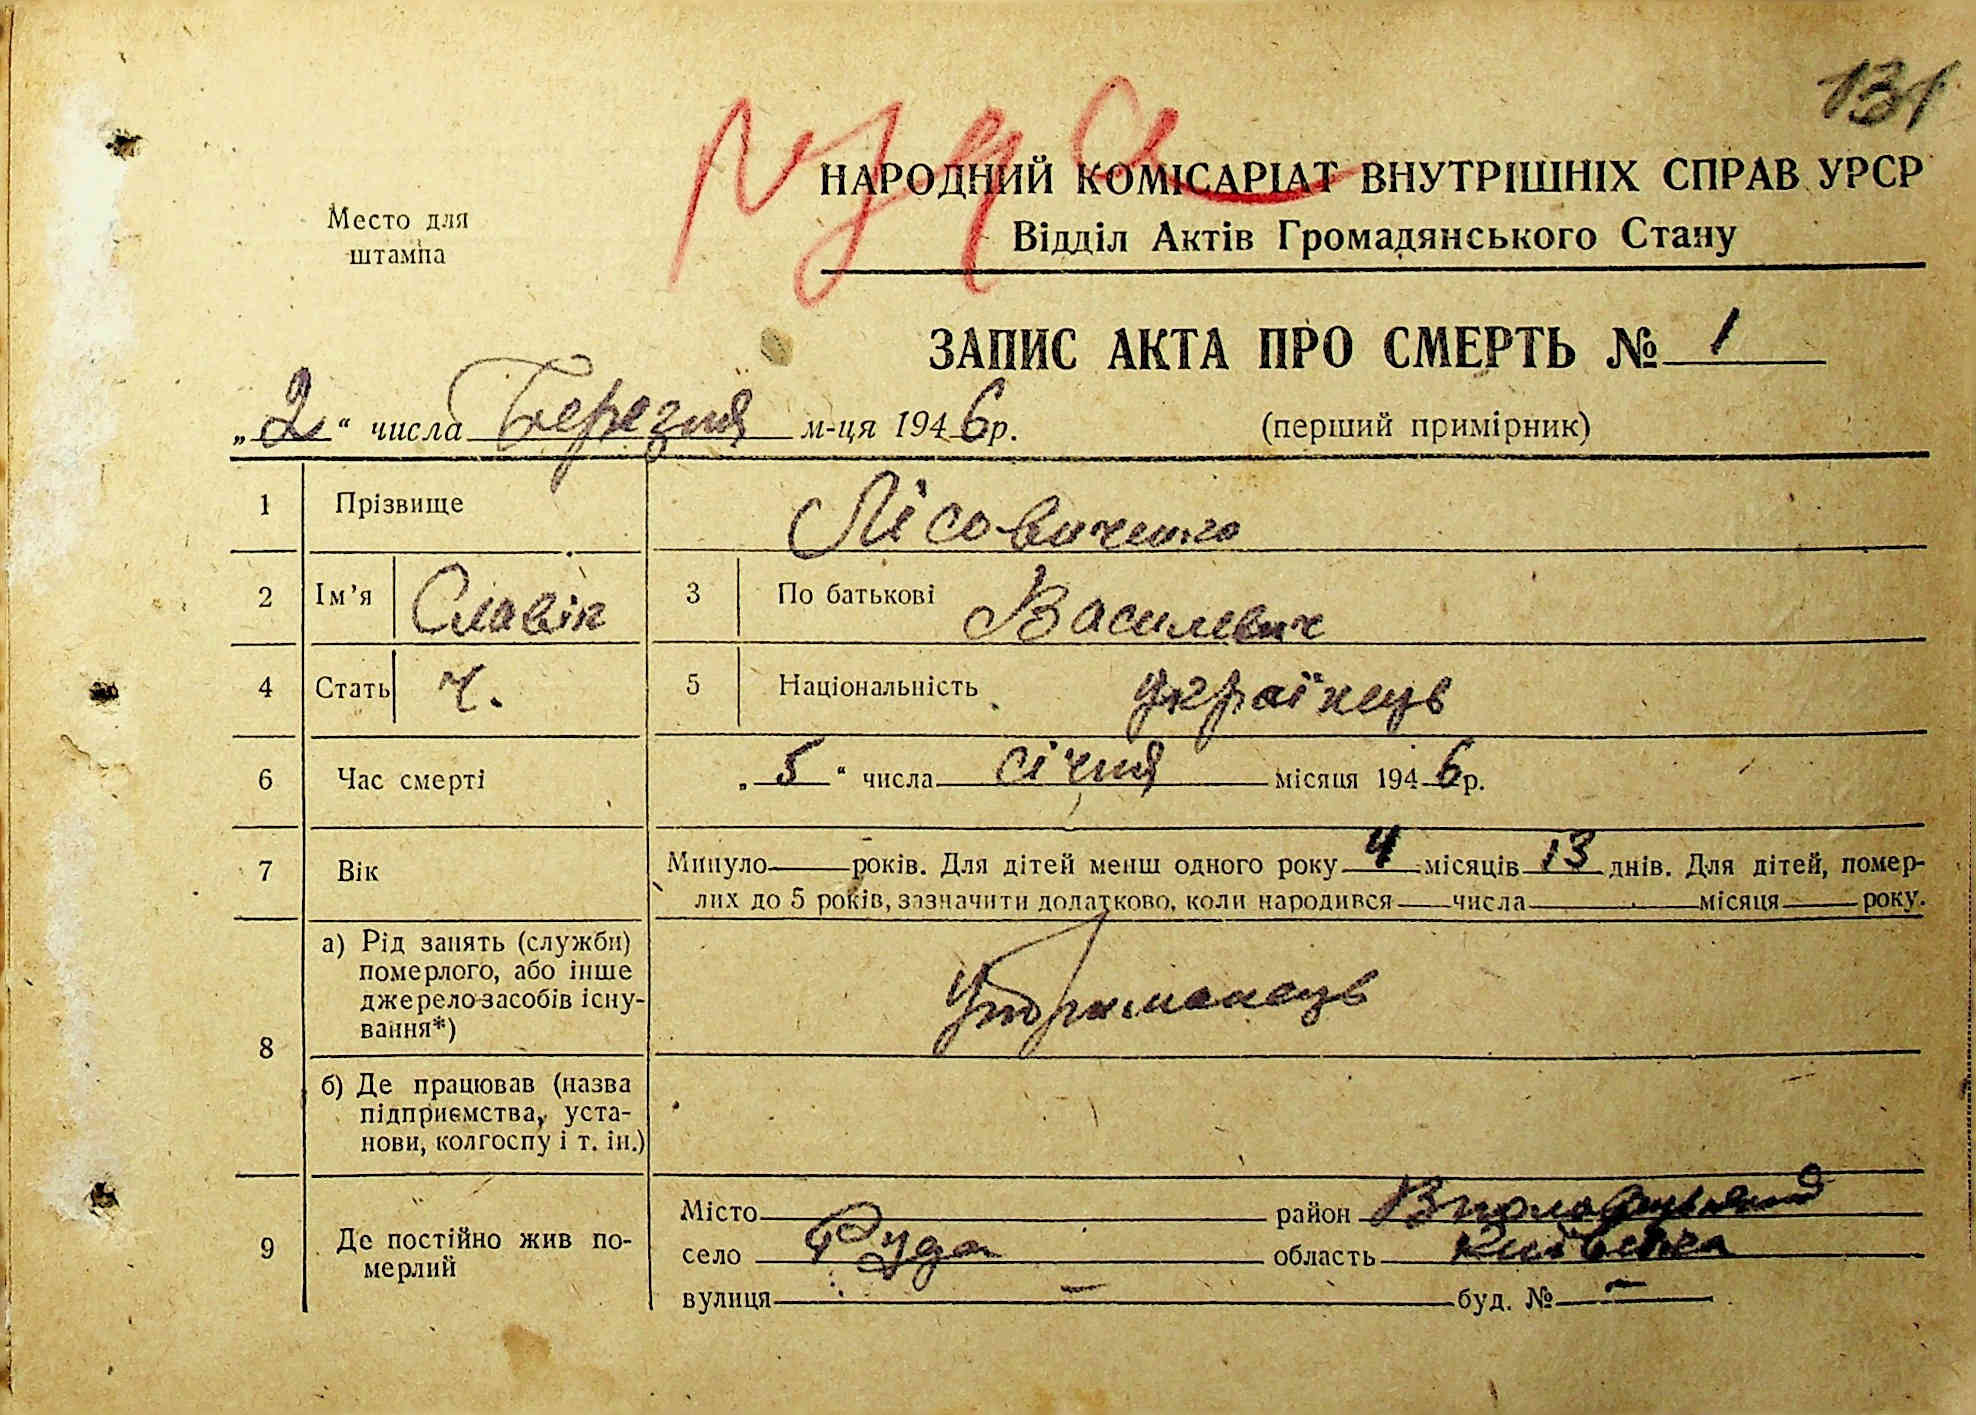 131
Руда
Место для
штампа
НАРОДНИЙ КОМІСАРІАТ ВНУТРІШНІХ СПРАВ УРСР
Відділ Актів Громадянського Стану
ЗАПИС АКТА ПРО СМЕРТЬ № 1
„2“ числа Березня м-ця 1946 р.
(перший примірник)
1 Прізвище Лісовиченко
2 Ім’я Славік 3 По батькові Василевич
4 Стать Ч. 5 Національність українець
6 Час смерті „5“ числа січня місяця 1946 р.
7 Вік Минуло — років. Для дітей менш одного року 4 місяців 13 днів. Для дітей, помер-
лих до 5 років, зазначити додатково, коли народився — числа — місяця — року.
8 а) Рід занять (служби)
померлого, або інше
джерело засобів існу-
вання*)
Утриманець
б) Де працював (назва
підприємства, уста-
нови, колгоспу і т. ін.)
9 Де постійно жив по-
мерлий
Місто район
село Руда область Київська
вулиця — буд. № —